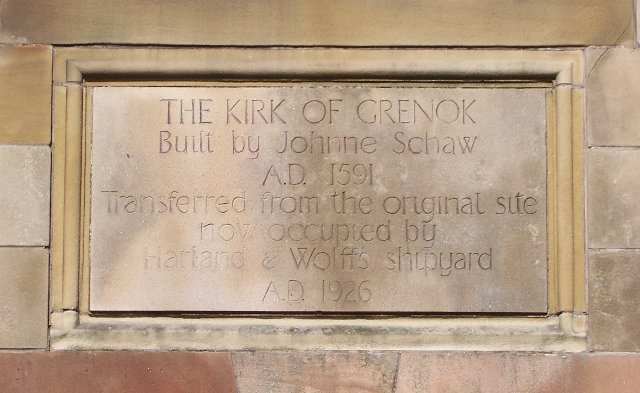 THE KIRK OF GRENOK
Built by Johnne Schaw
A.D. 1591
Transferred from the original site
now occupied by
Harland & Wolff's shipyard
A.D. 1926